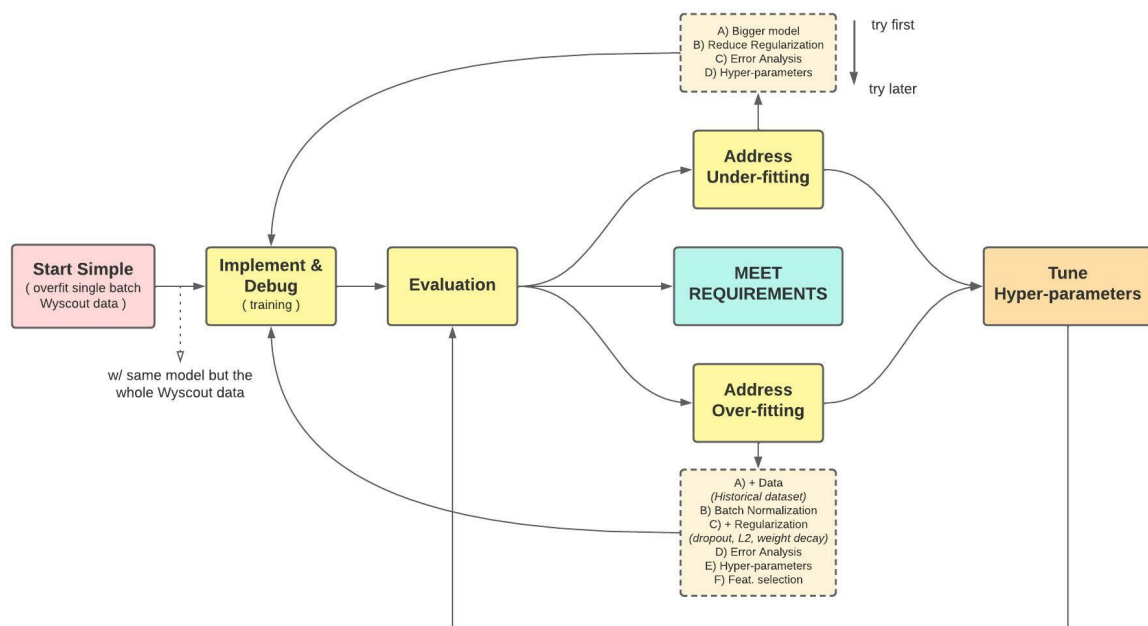 A) Bigger model
B) Reduce Regularization
C) Error Analysis
D) Hyper-parameters
try first
try later
Address
Under-fitting
Start Simple
( overfit single batch
Wyscout data )
Implement &
Debug
( training )
Evaluation
MEET
REQUIREMENTS
Tune
Hyper-parameters
w/ same model but the
whole Wyscout data
Address
Over-fitting
A) + Data
(Historical dataset)
B) Batch Normalization
C) + Regularization
(dropout, L2, weight decay)
D) Error Analysis
E) Hyper-parameters
F) Feat. selection